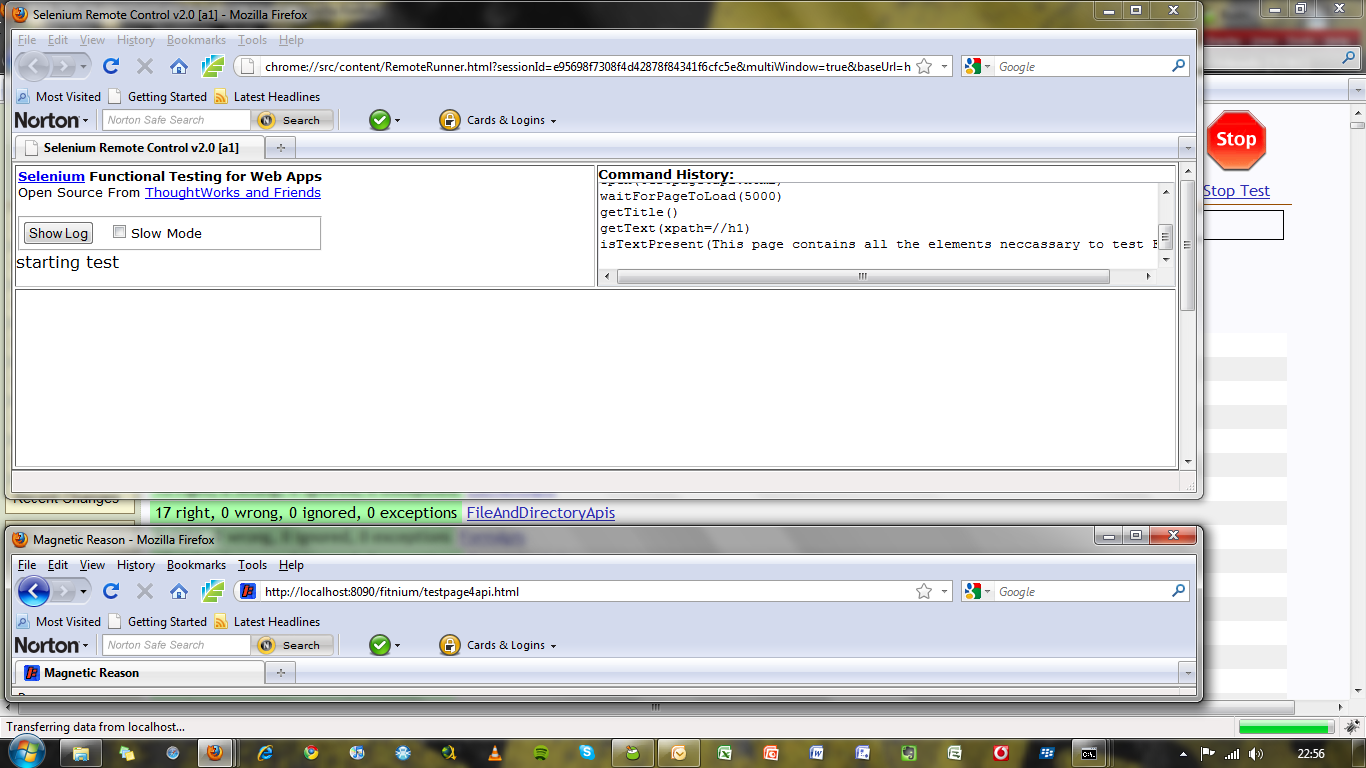 Selenium Remote Control v2.0 [a1] - Mozilla Firefox
File Edit View History Bookmarks Tools Help
chrome://src/content/RemoteRunner.html?sessionId=e95698f7308f4d42878f84341f6cfc5e&multiWindow=true&baseUrl=h
Google
Most Visited Getting Started Latest Headlines
Norton Norton Safe Search Search Cards & Logins
Selenium Remote Control v2.0 [a1]
Stop
Stop Test
Selenium Functional Testing for Web Apps
Open Source From ThoughtWorks and Friends
Show Log Slow Mode
starting test
Command History:
waitForPageToLoad(5000)
getTitle()
getText(xpath=//h1)
isTextPresent(This page contains all the elements neccassary to test
Recent Changes
17 right, 0 wrong, 0 ignored, 0 exceptions FileAndDirectoryApis
wrong, 0 ignored, 0 exceptions
Magnetic Reason - Mozilla Firefox
File Edit View History Bookmarks Tools Help
http://localhost:8090/fitnium/testpage4api.html
Google
Most Visited Getting Started Latest Headlines
Norton Norton Safe Search Search Cards & Logins
Magnetic Reason
Transferring data from localhost...
22:56